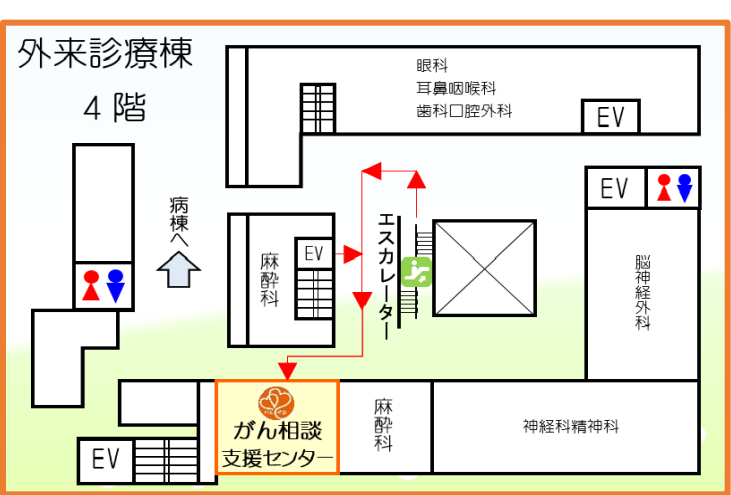 外来診療棟
4階
眼科
耳鼻咽喉科
歯科口腔外科
EV
EV
病棟へ
麻酔科
EV
エスカレーター
脳神経外科
がん相談
支援センター
麻酔科
神経科精神科
EV